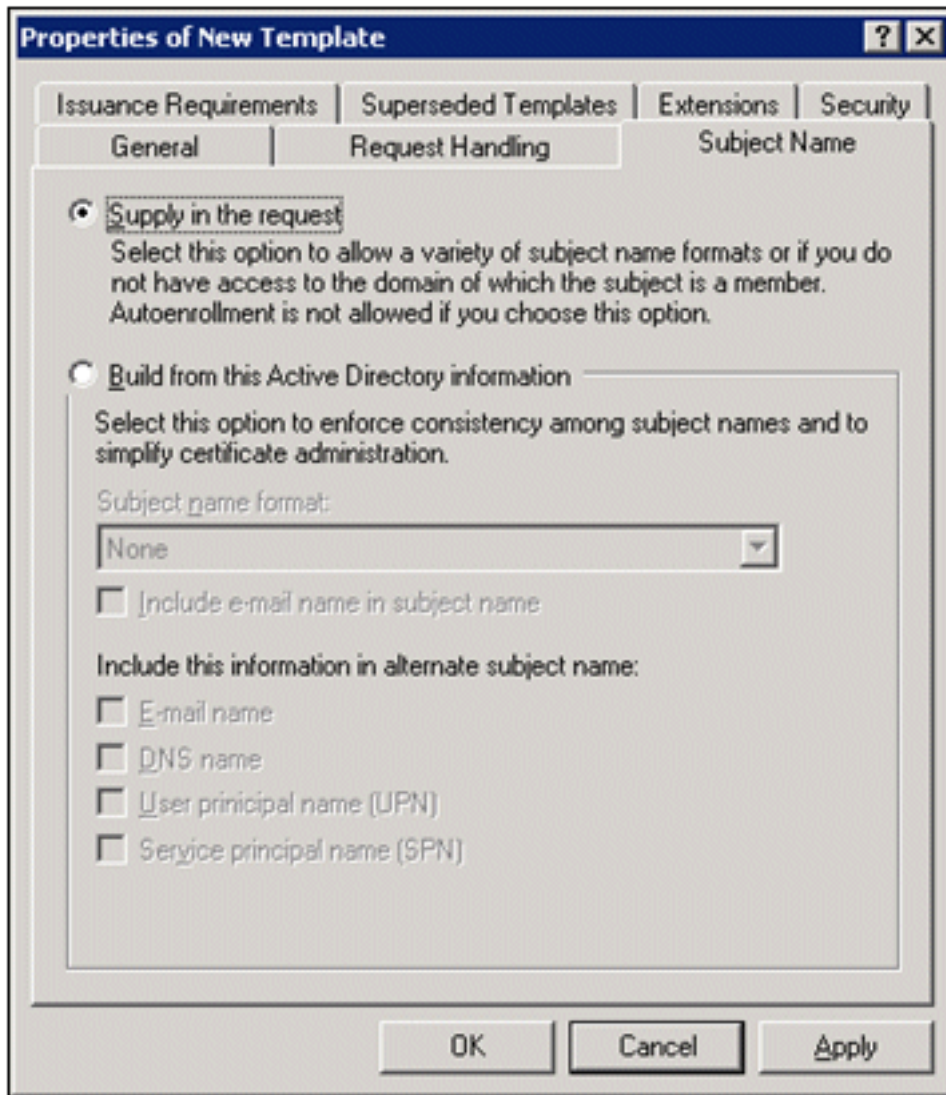 Properties of New Template
Issuance Requirements
Superseded Templates
Extensions
Security
General
Request Handling
Subject Name
Supply in the request
Select this option to allow a variety of subject name formats or if you do
not have access to the domain of which the subject is a member.
Autoenrollment is not allowed if you choose this option.
Build from this Active Directory information
Select this option to enforce consistency among subject names and to
simplify certificate administration.
Subject name format:
None
Include e-mail name in subject name
Include this information in alternate subject name:
E-mail name
DNS name
User prinicipal name (UPN)
Service principal name (SPN)
OK
Cancel
Apply